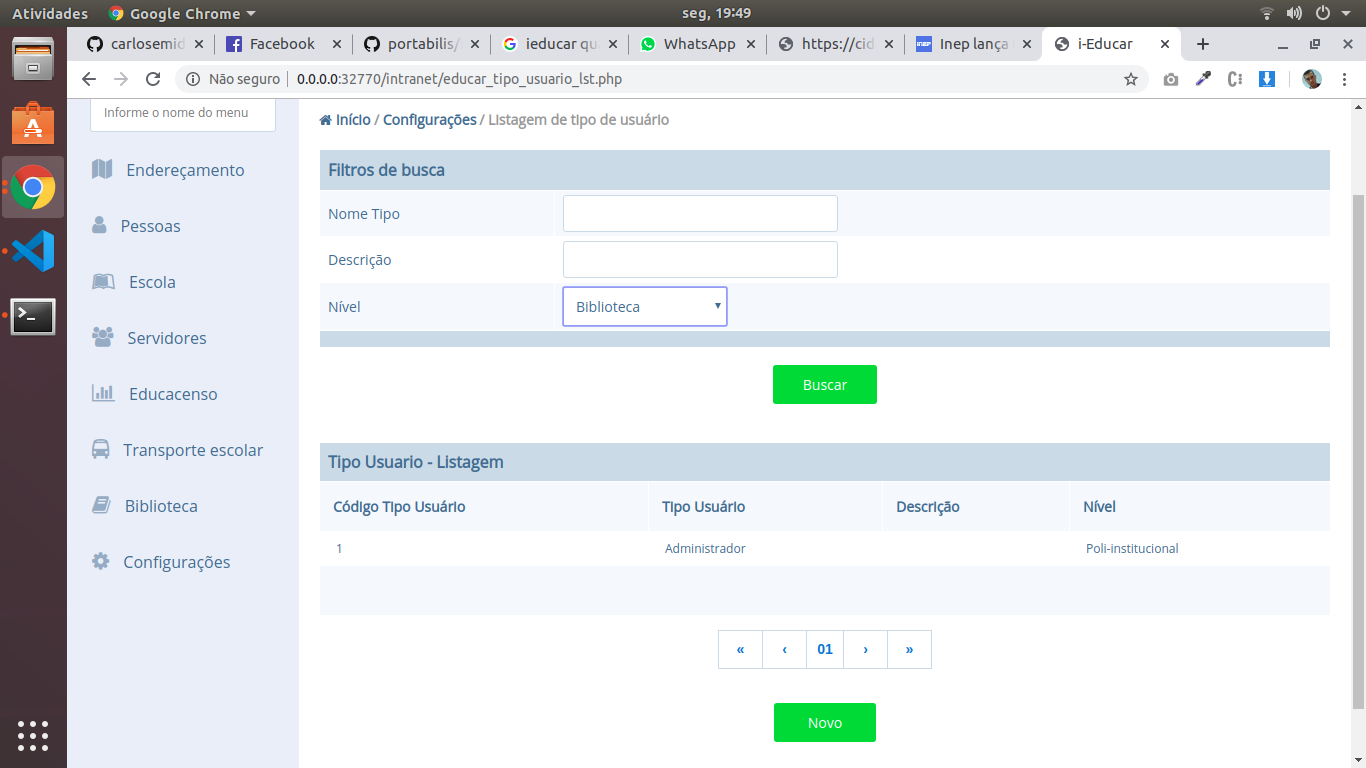 Atividades Google Chrome seg, 19:49
carlosemid Facebook portabilis/ ieducar qu WhatsApp https://cid Inep lança i-Educar
Não seguro 0.0.0.0:32770/intranet/educar_tipo_usuario_lst.php
Informe o nome do menu
Endereçamento
Pessoas
Escola
Servidores
Educacenso
Transporte escolar
Biblioteca
Configurações
Início / Configurações / Listagem de tipo de usuário
Filtros de busca
Nome Tipo
Descrição
Nível Biblioteca
Buscar
Tipo Usuario - Listagem
Código Tipo Usuário Tipo Usuário Descrição Nível
1 Administrador Poli-institucional
« ‹ 01 › »
Novo